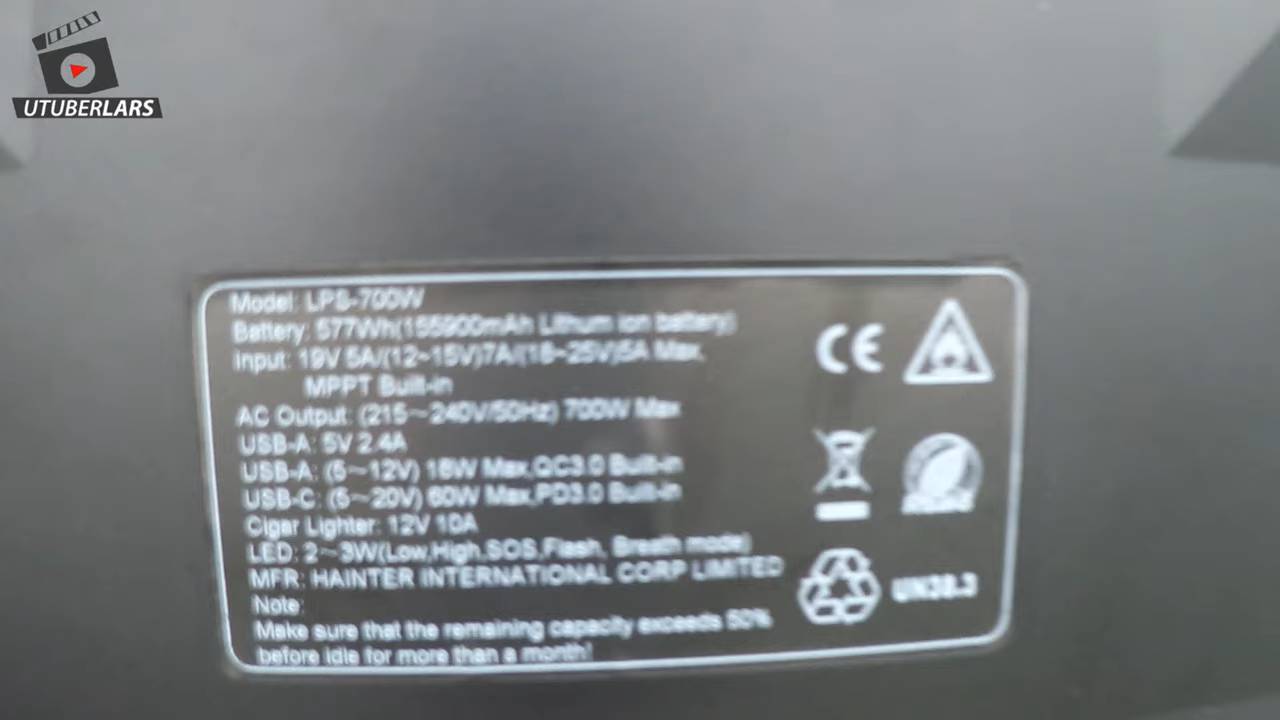 UTUBERLARS
Model: LPS-700W
Battery: 577Wh(155900mAh Lithum ion battery)
Input: 19V 5A/(12~15V)7A/(18~25V)5A Max,
MPPT Built-in
AC Output: (215~240V/50Hz) 700W Max
USB-A: 5V 2.4A
USB-A: (5~12V) 18W Max,QC3.0 Built-in
USB-C: (5~20V) 60W Max,PD3.0 Built-in
Cigar Lighter: 12V 10A
LED: 2~3W(Low,High,SOS,Flash, Breath mode)
MFR: HAINTER INTERNATIONAL CORP LIMITED
Note:
Make sure that the remaining capacity exceeds 50%
before idle for more than a month!
CE
UN38.3